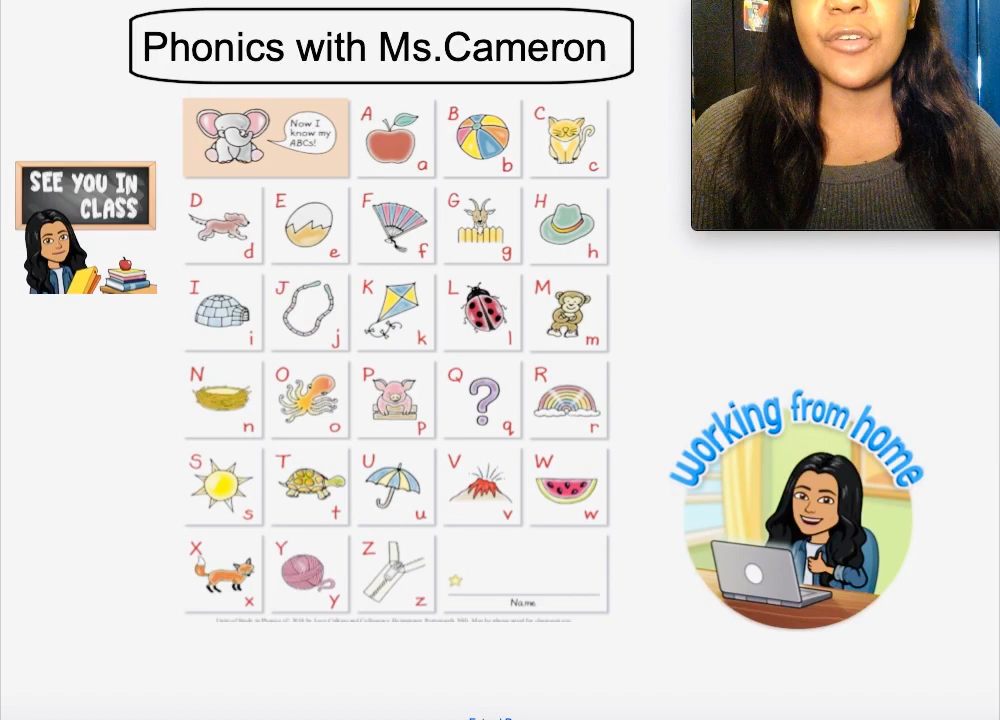 Phonics with Ms.Cameron
Now I
know my
ABCs!
A a
B b
C c
SEE YOU IN
CLASS
D d
E e
F f
G g
H h
I i
J j
K k
L l
M m
N n
O o
P p
Q q
R r
S s
T t
U u
V v
W w
X x
Y y
Z z
Name
working from home